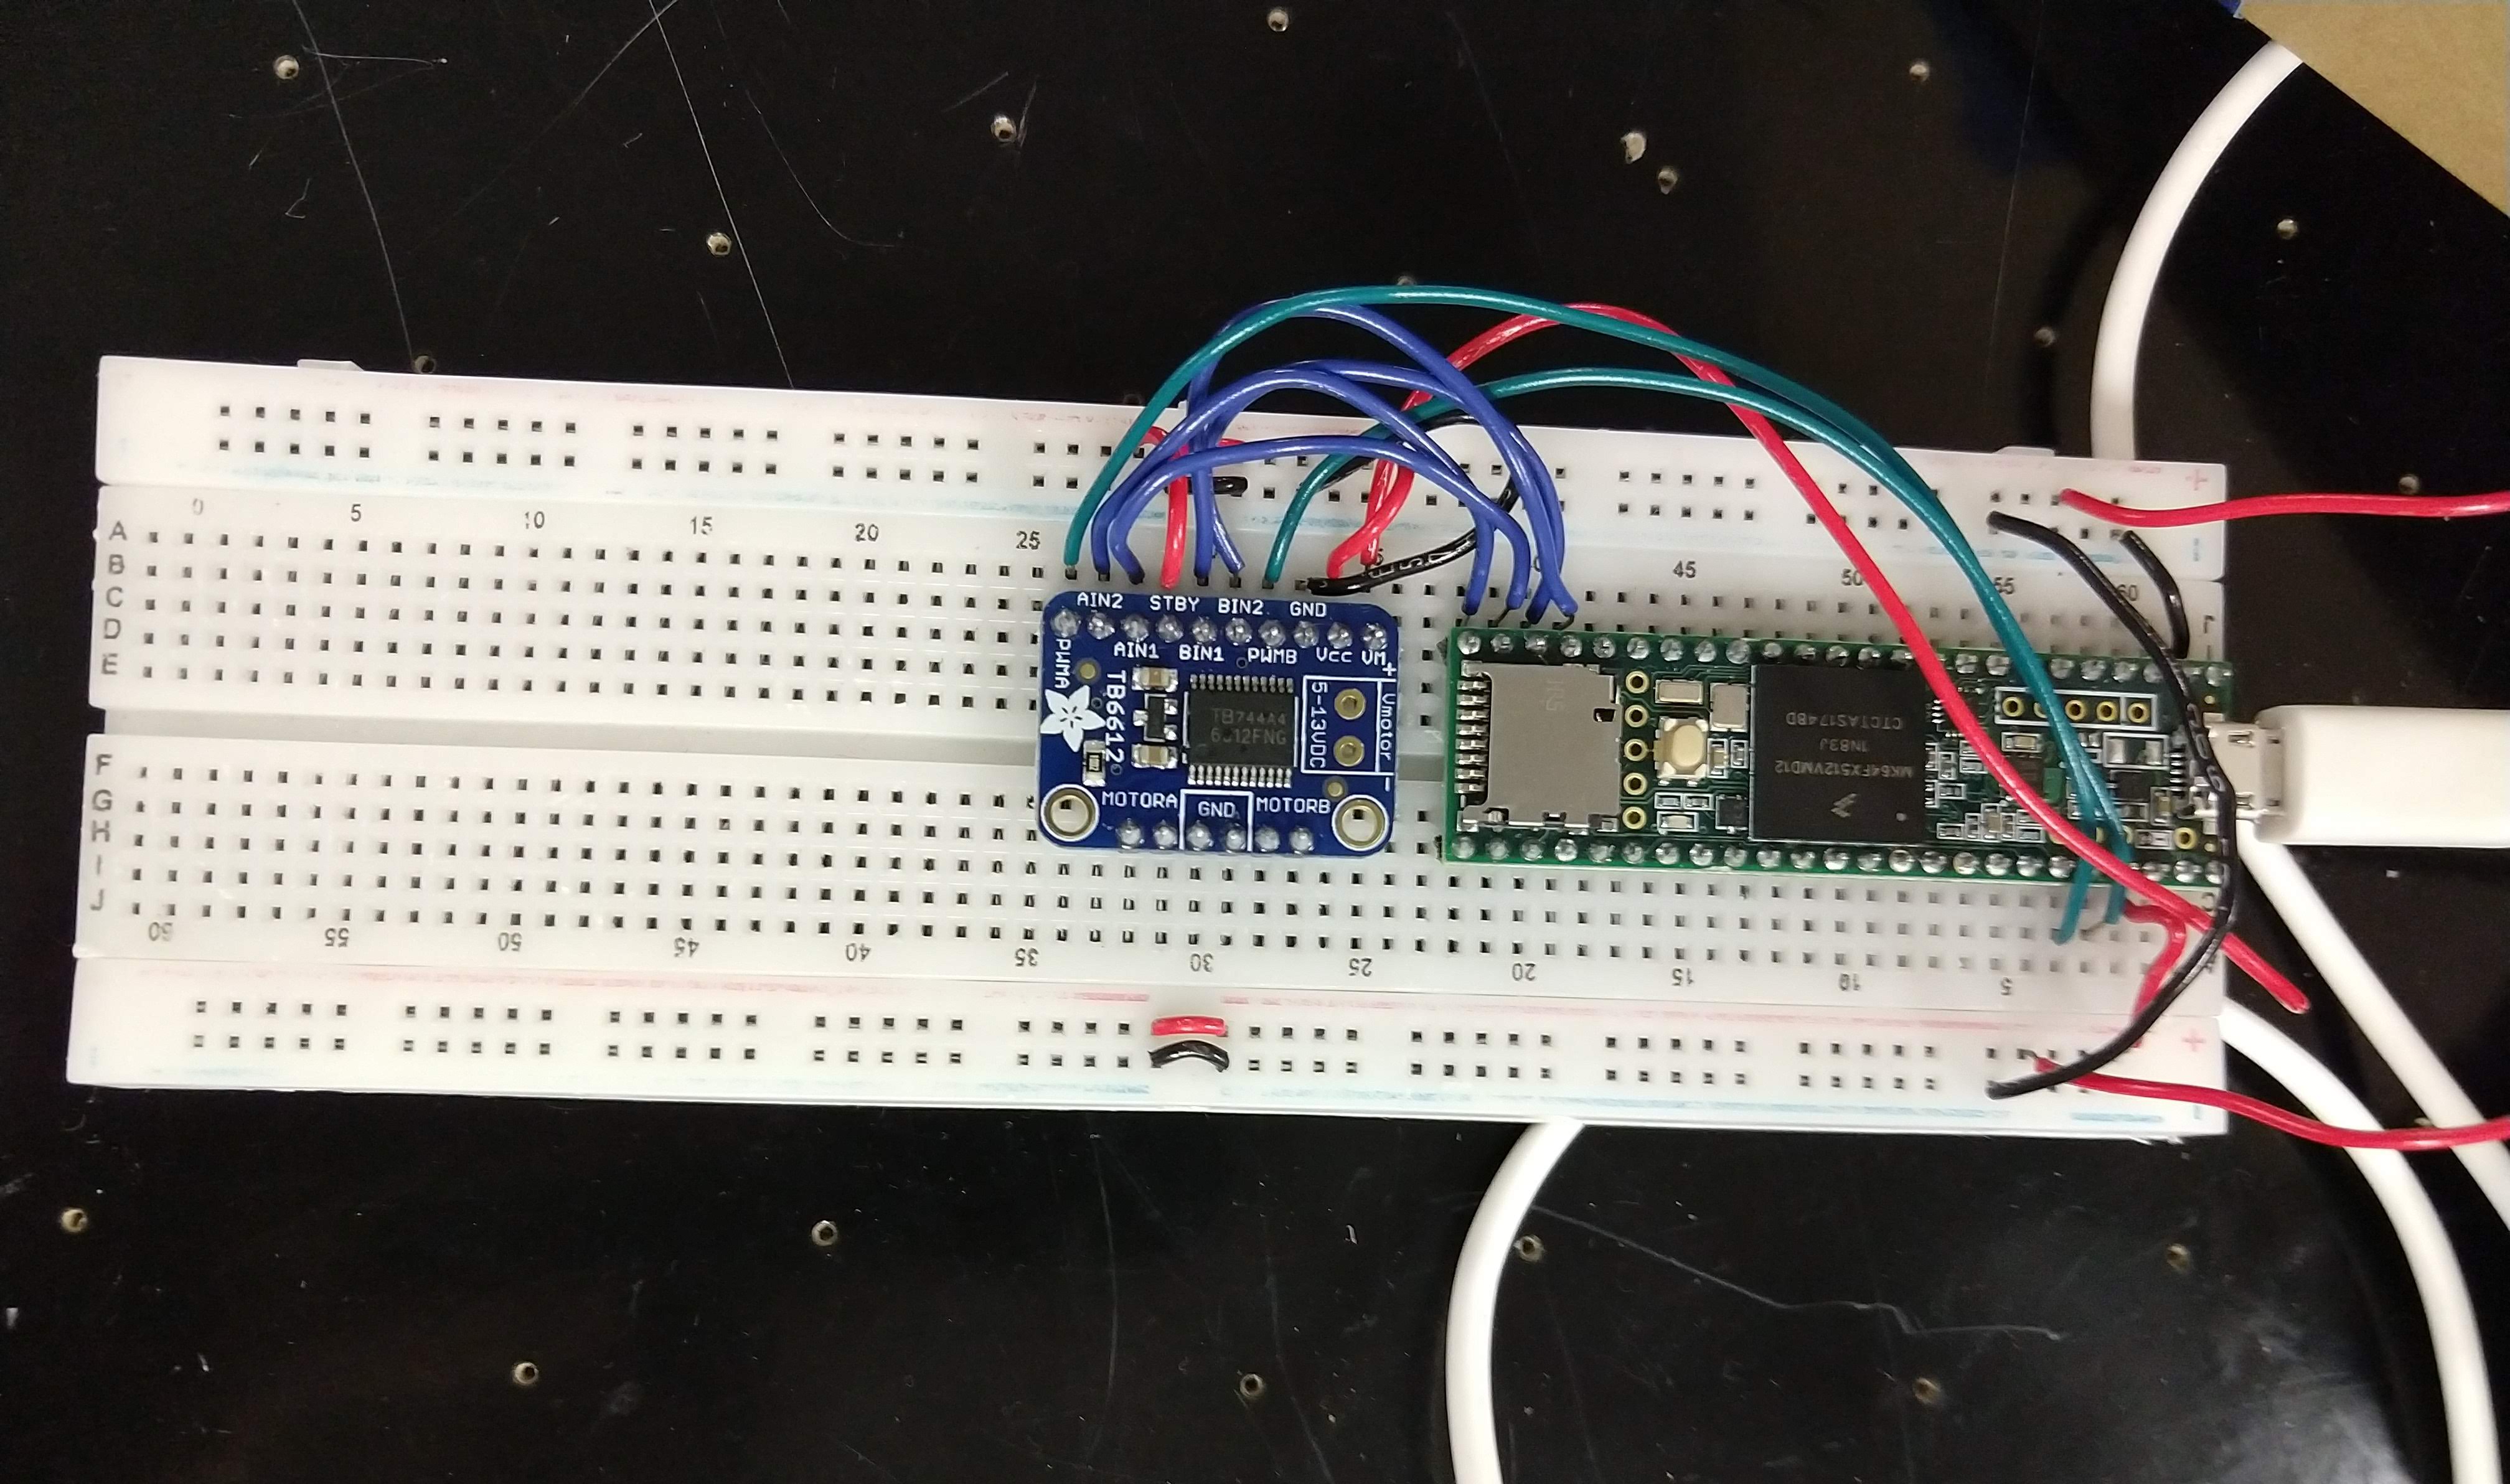 0 5 10 15 20 25 45 50 55 60
A
B
C
D
E
AIN2 STBY BIN2 GND
AIN1 BIN1 PWMB Vcc VM
PWMA
TB6612
5-13VDC
Vmotor
+
-
MOTORA GND MOTORB
MK64FX512VMD12
1N83J
CTCTAS174BD
F
G
H
I
J
60 55 50 45 40 35 30 25 20 15 10 5
+
+